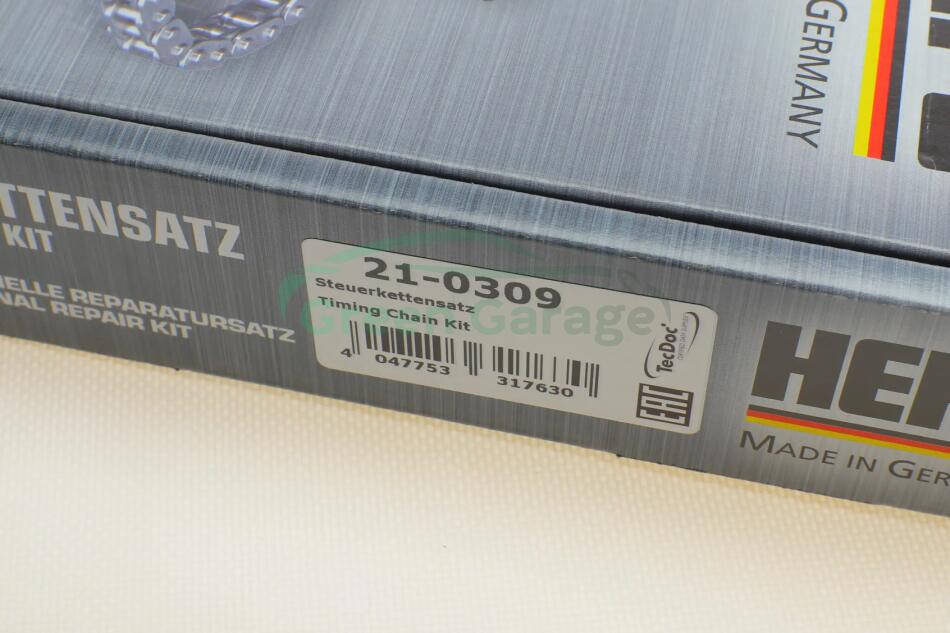 GERMANY
TTENSATZ
KIT
NELLE REPARATURSATZ
NAL REPAIR KIT
21-0309
Steuerkettensatz
Timing Chain Kit
4 047753 317630
TecDoc
EAC
Green Garage
HEP
MADE IN GER